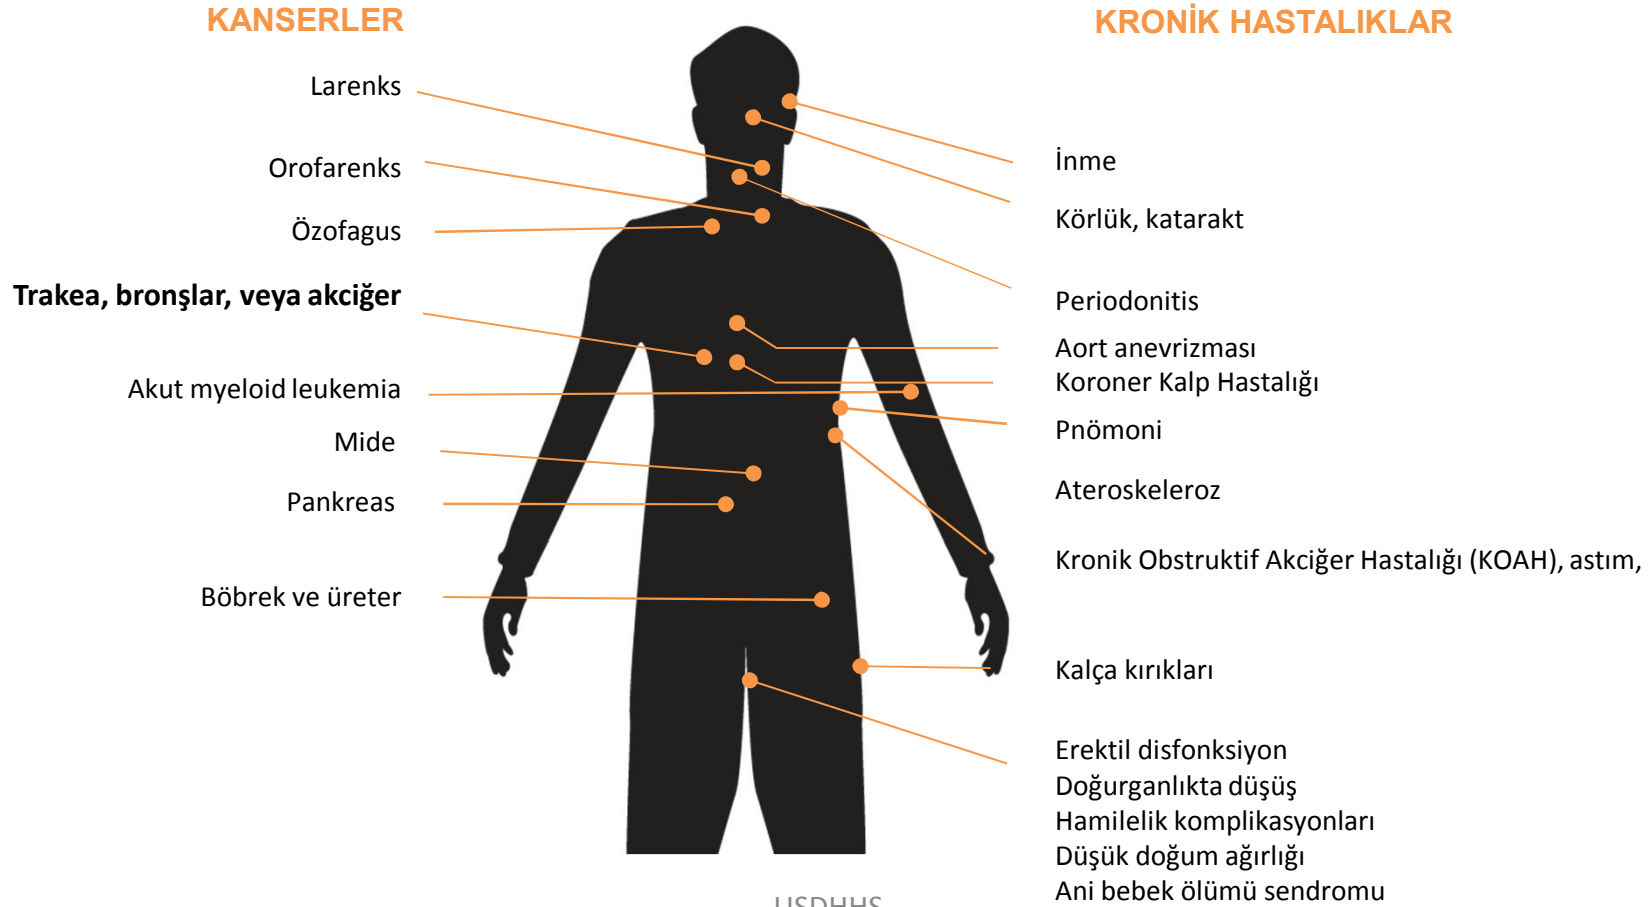 KANSERLER
Larenks
Orofarenks
Özofagus
Trakea, bronşlar, veya akciğer
Akut myeloid leukemia
Mide
Pankreas
Böbrek ve üreter
KRONİK HASTALIKLAR
İnme
Körlük, katarakt
Periodonitis
Aort anevrizması
Koroner Kalp Hastalığı
Pnömoni
Ateroskeleroz
Kronik Obstruktif Akciğer Hastalığı (KOAH), astım,
Kalça kırıkları
Erektil disfonksiyon
Doğurganlıkta düşüş
Hamilelik komplikasyonları
Düşük doğum ağırlığı
Ani bebek ölümü sendromu
USDHHS